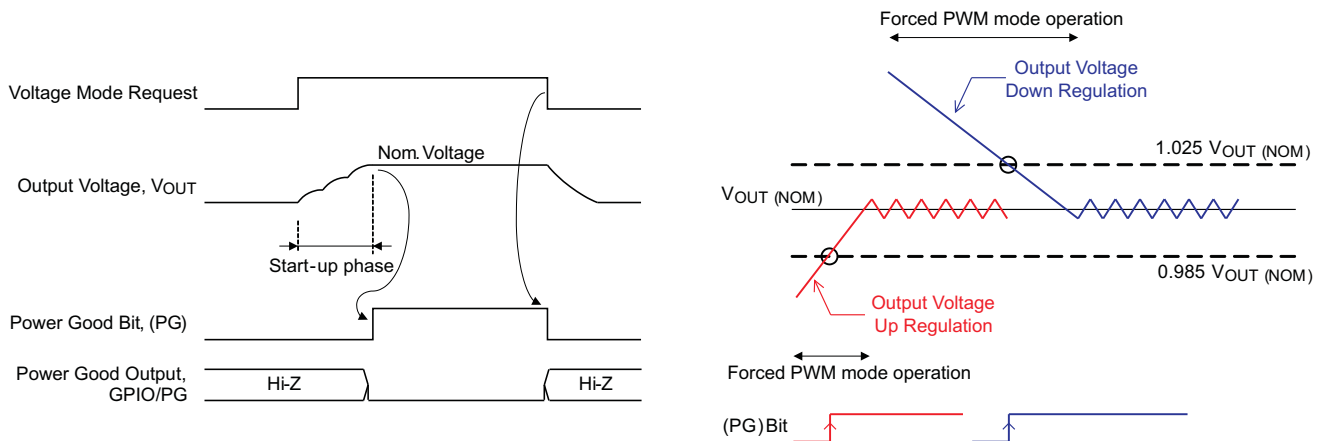 Voltage Mode Request
Nom. Voltage
Output Voltage, VOUT
Start-up phase
Power Good Bit, (PG)
Power Good Output,
GPIO/PG
Hi-Z
Hi-Z
Forced PWM mode operation
Output Voltage
Down Regulation
1.025 VOUT (NOM)
VOUT (NOM)
0.985 VOUT (NOM)
Output Voltage
Up Regulation
Forced PWM mode operation
(PG) Bit